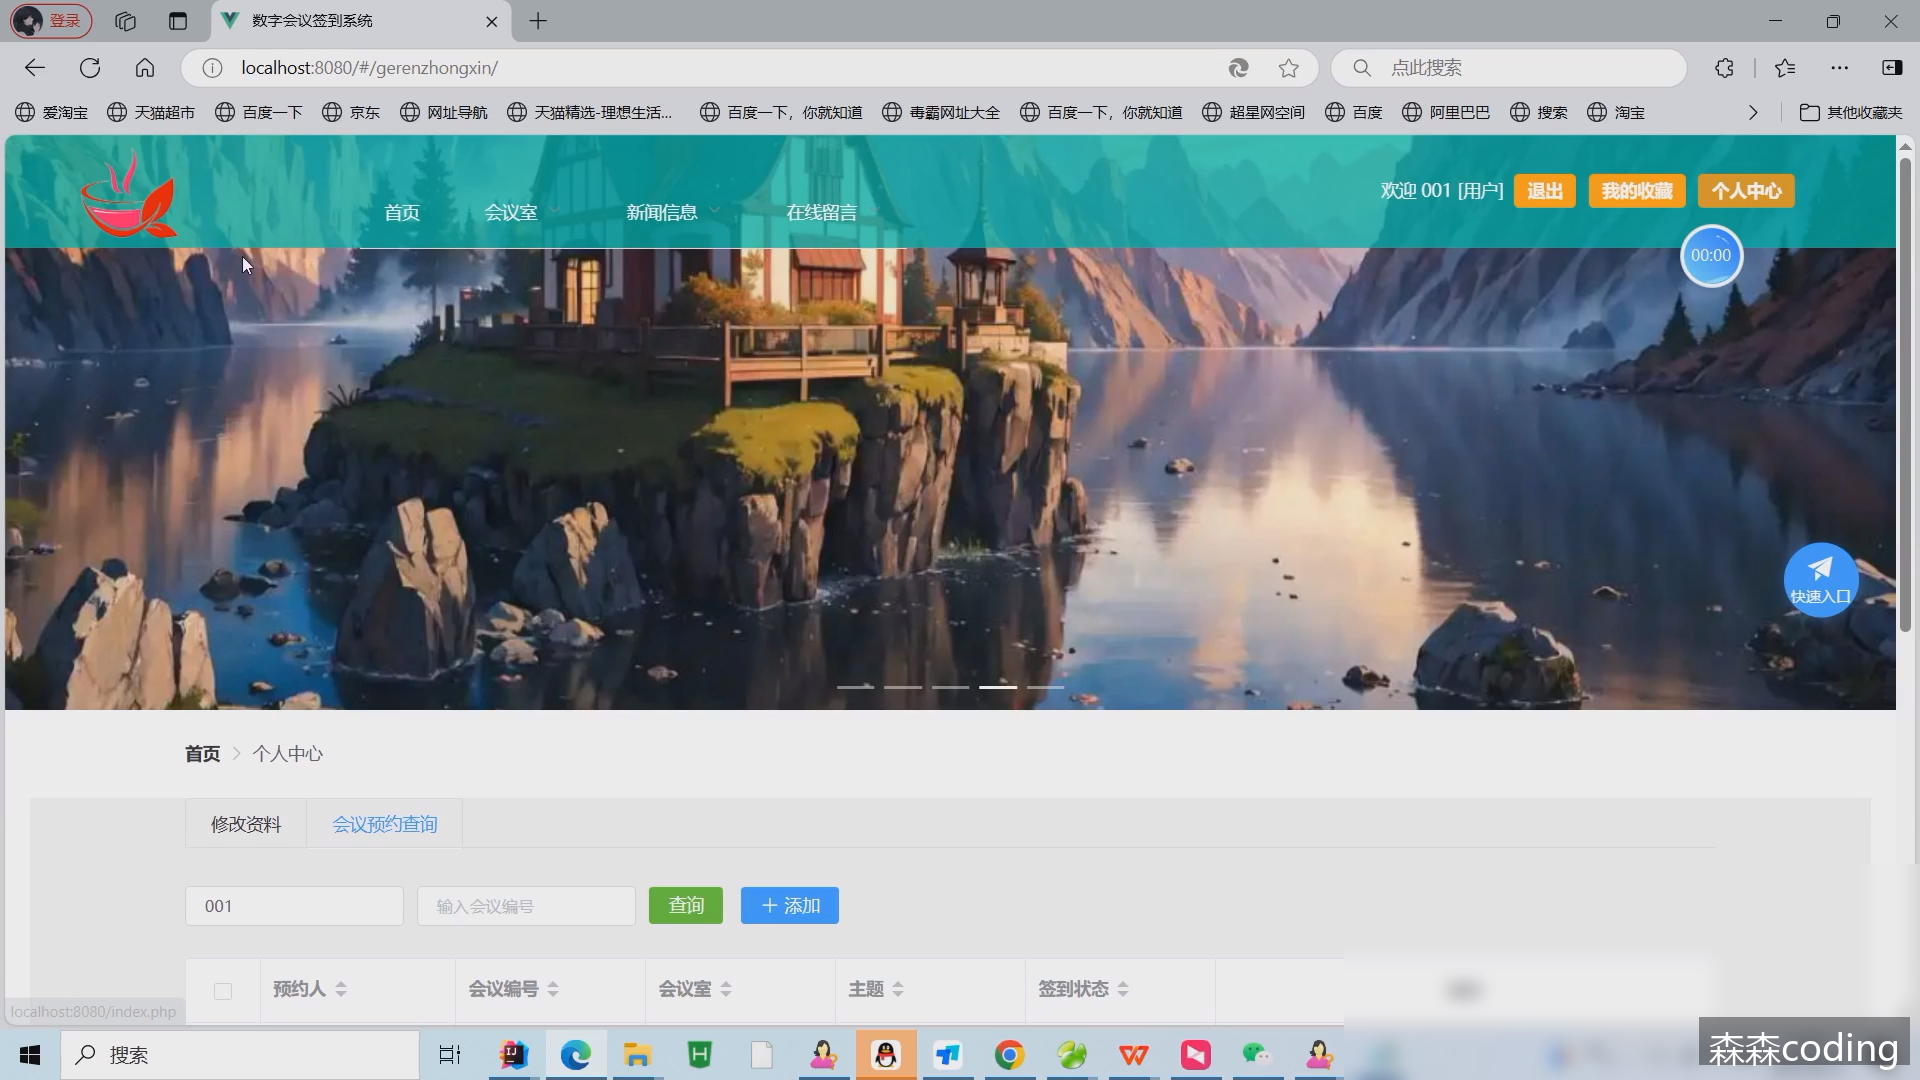 登录
数字会议签到系统
localhost:8080/#/gerenzhongxin/
点此搜索
爱淘宝 天猫超市 百度一下 京东 网址导航 天猫精选-理想生活... 百度一下，你就知道 毒霸网址大全 百度一下，你就知道 超星网空间 百度 阿里巴巴 搜索 淘宝 其他收藏夹
欢迎 001 [用户] 退出 我的收藏 个人中心
首页 会议室 新闻信息 在线留言
00:00
快速入口
首页 个人中心
修改资料 会议预约查询
001 输入会议编号 查询 添加
预约人 会议编号 会议室 主题 签到状态
localhost:8080/index.php
搜索
森森coding